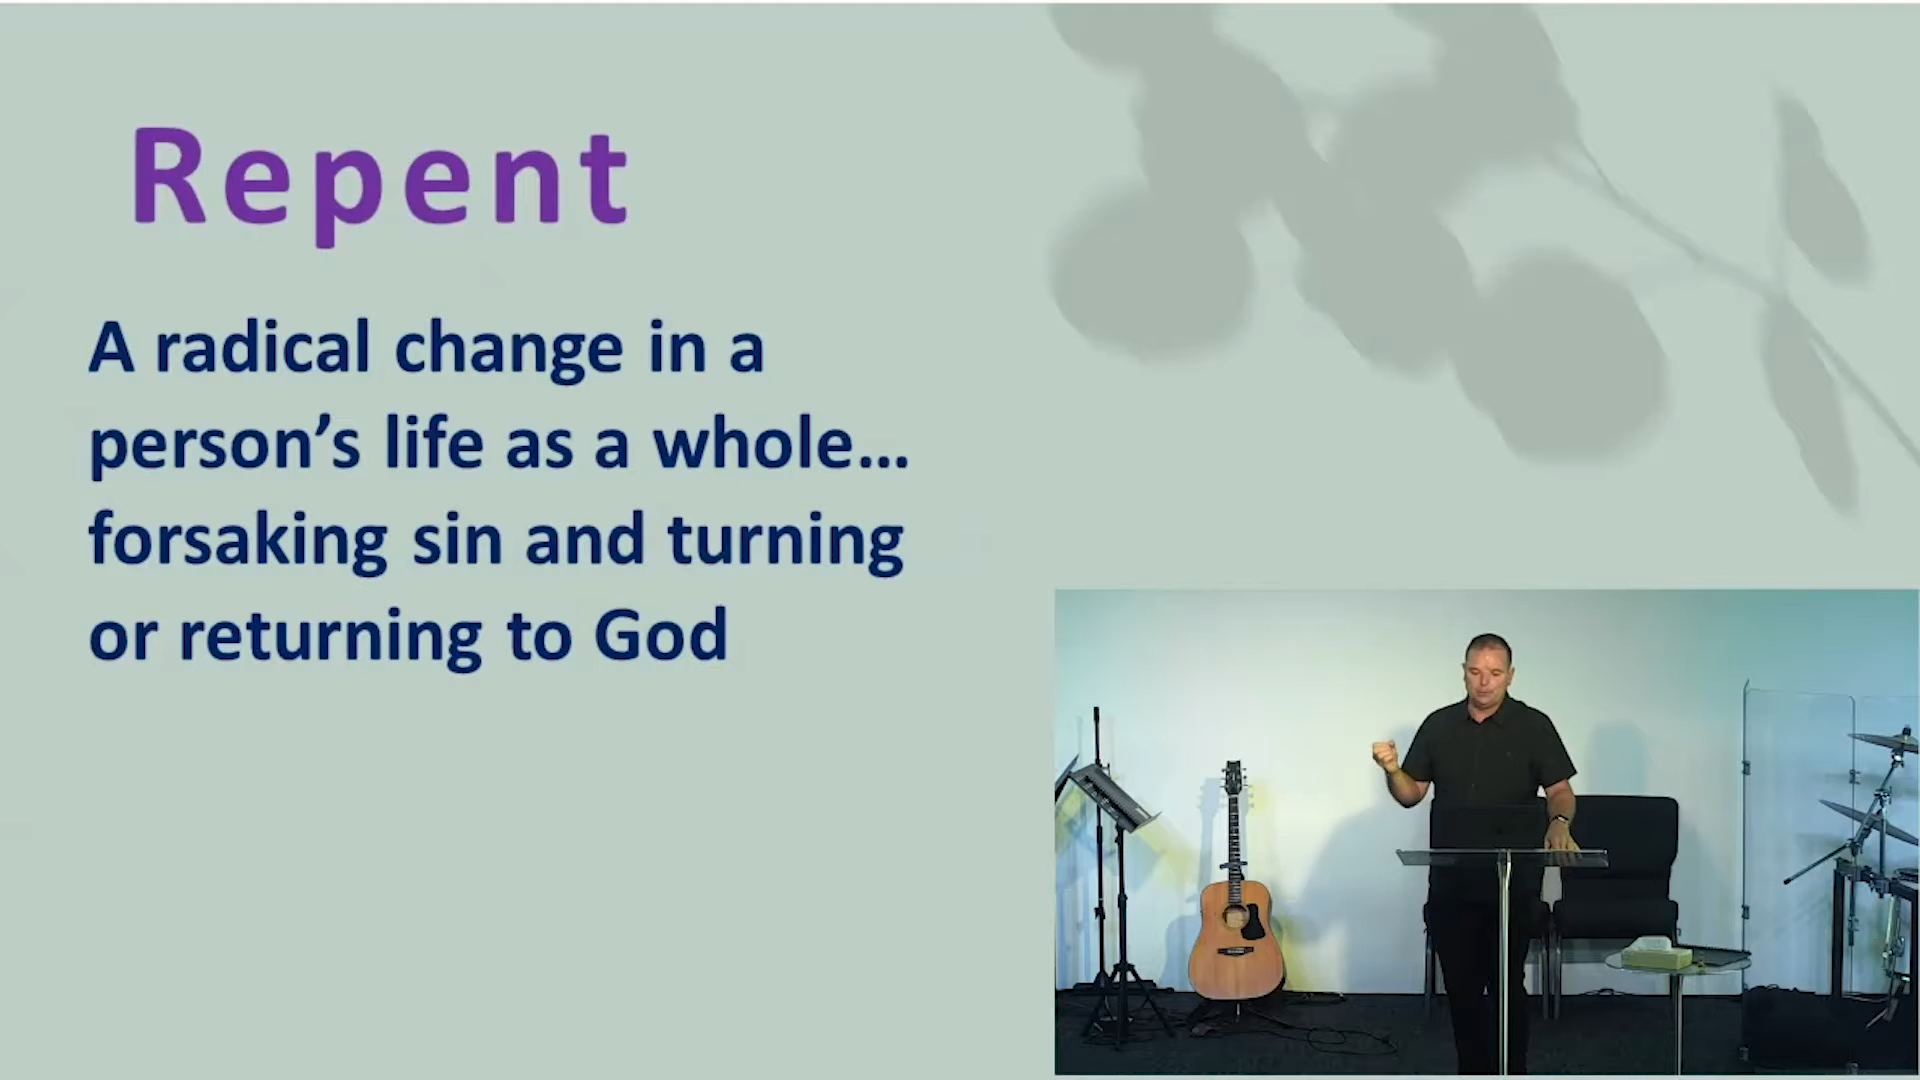 Repent
A radical change in a
person’s life as a whole...
forsaking sin and turning
or returning to God